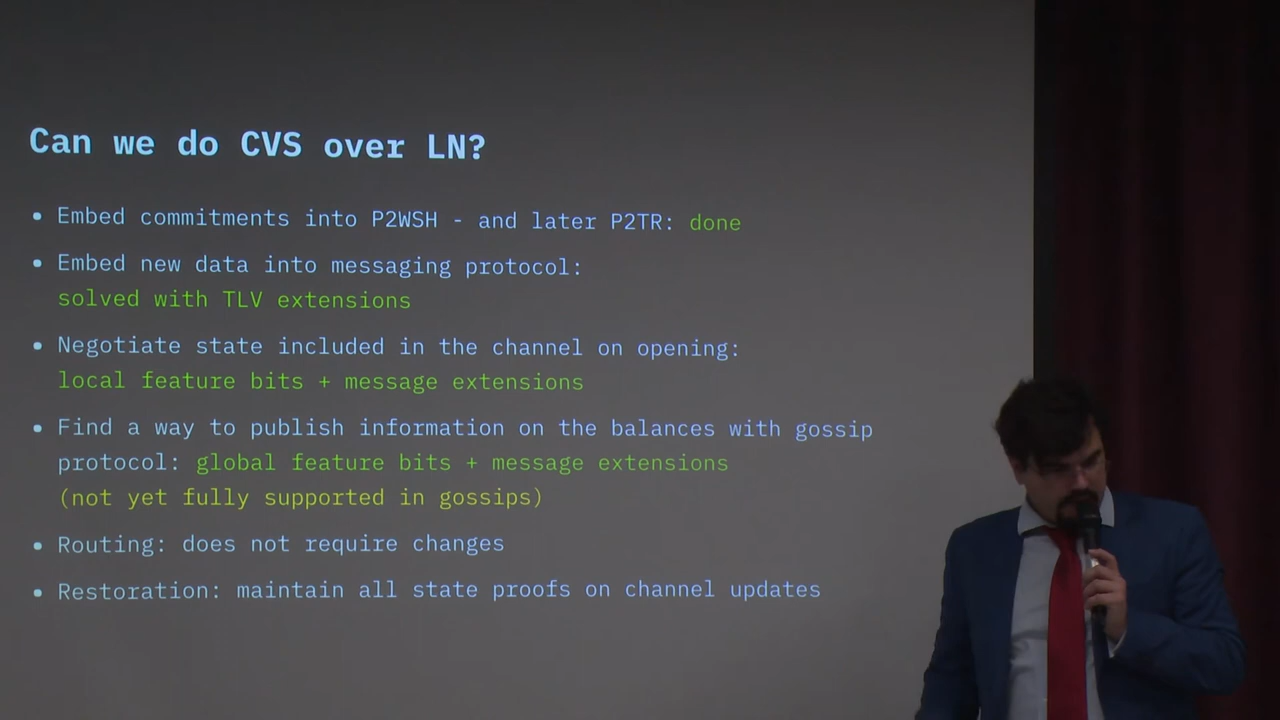 Can we do CVS over LN?
• Embed commitments into P2WSH - and later P2TR: done
• Embed new data into messaging protocol:
solved with TLV extensions
• Negotiate state included in the channel on opening:
local feature bits + message extensions
• Find a way to publish information on the balances with gossip
protocol: global feature bits + message extensions
(not yet fully supported in gossips)
• Routing: does not require changes
• Restoration: maintain all state proofs on channel updates